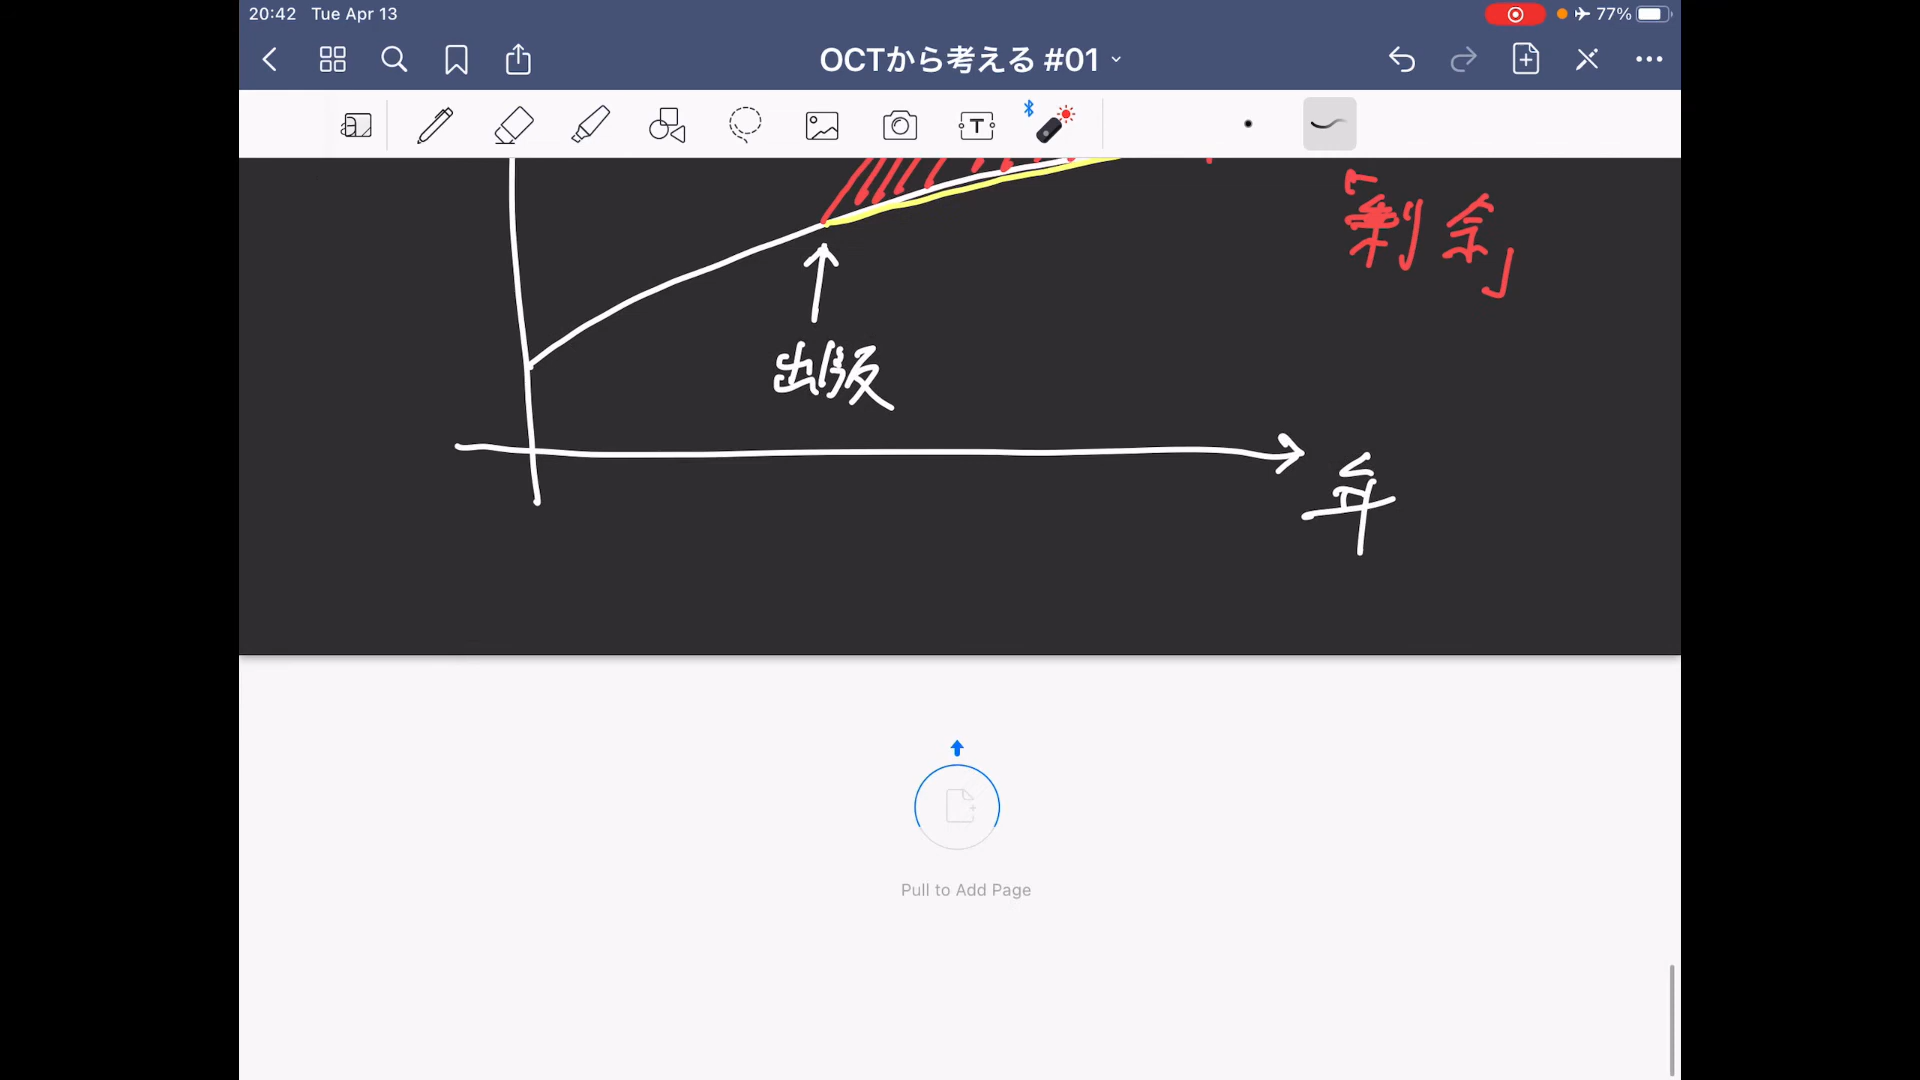 20:42 Tue Apr 13 77%
OCTから考える #01
T
「剰余」
出版
年
Pull to Add Page